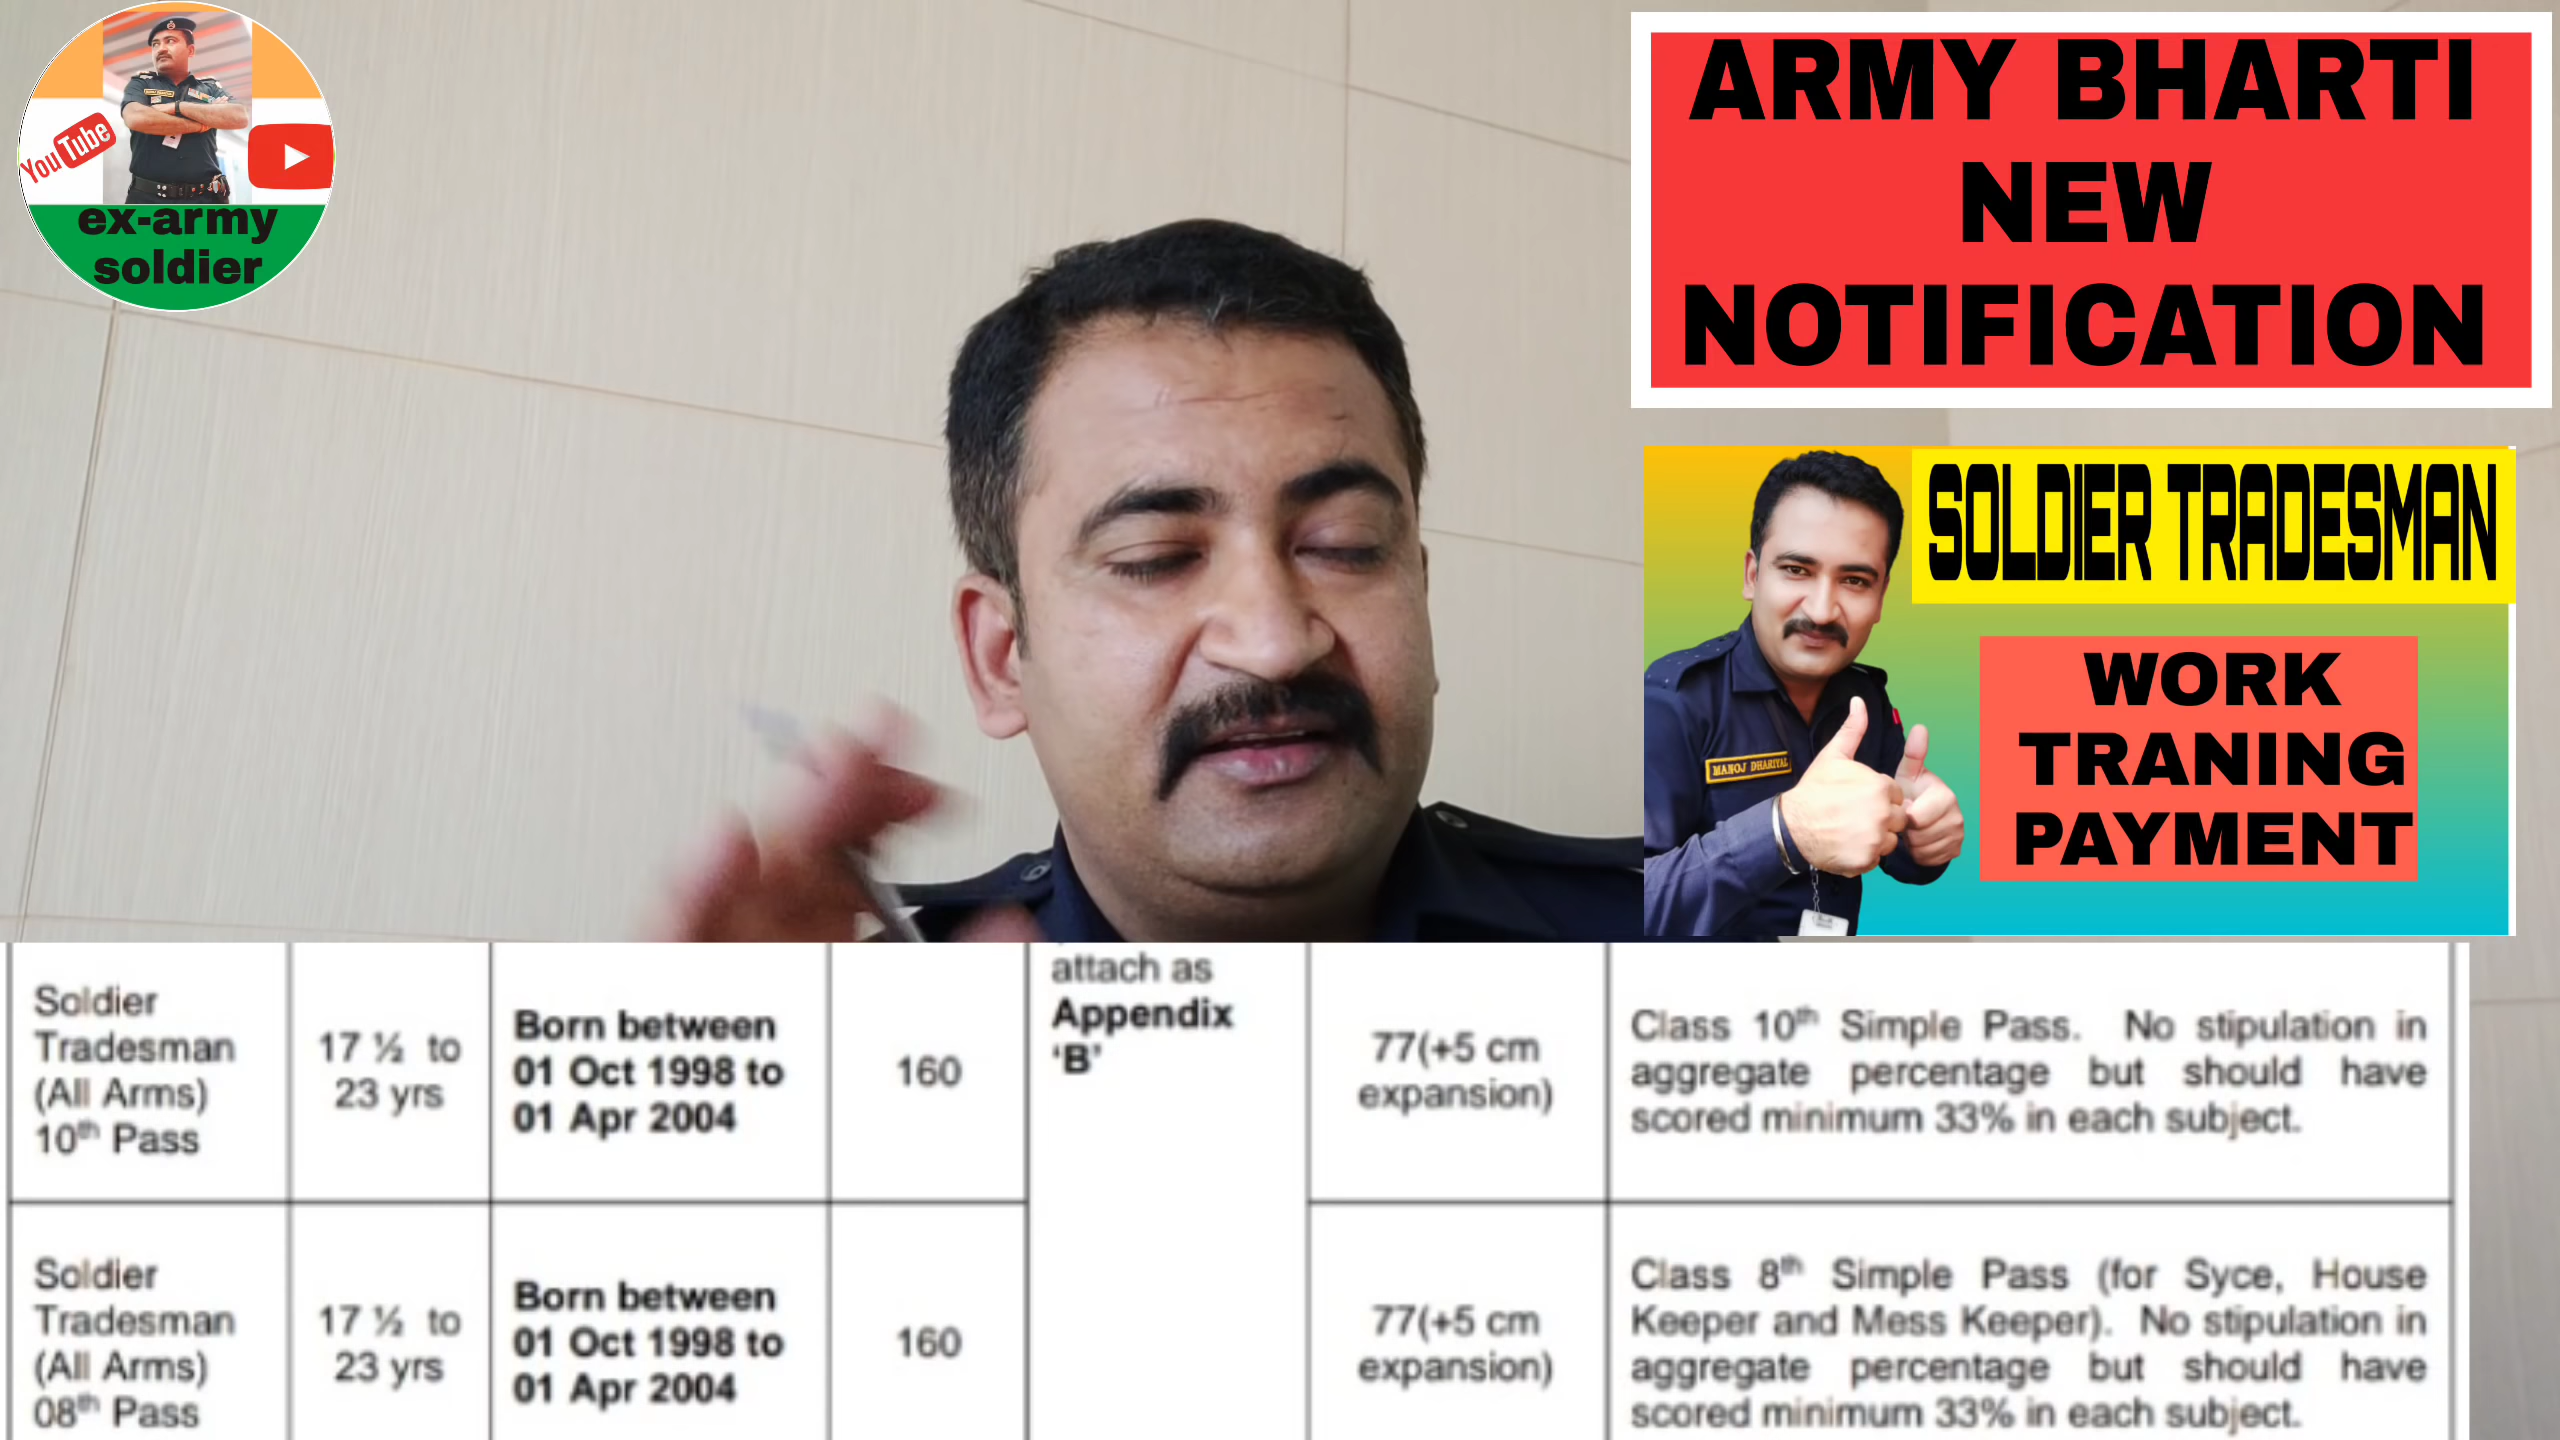 YouTube
ex-army
soldier
ARMY BHARTI
NEW
NOTIFICATION
SOLDIER TRADESMAN
WORK
TRANING
PAYMENT
MANOJ DHARIYAL
Soldier
Tradesman
(All Arms)
10th Pass
17 ½ to
23 yrs
Born between
01 Oct 1998 to
01 Apr 2004
160
attach as
Appendix
‘B’
77(+5 cm
expansion)
Class 10th Simple Pass. No stipulation in
aggregate percentage but should have
scored minimum 33% in each subject.
Soldier
Tradesman
(All Arms)
08th Pass
17 ½ to
23 yrs
Born between
01 Oct 1998 to
01 Apr 2004
160
77(+5 cm
expansion)
Class 8th Simple Pass (for Syce, House
Keeper and Mess Keeper). No stipulation in
aggregate percentage but should have
scored minimum 33% in each subject.